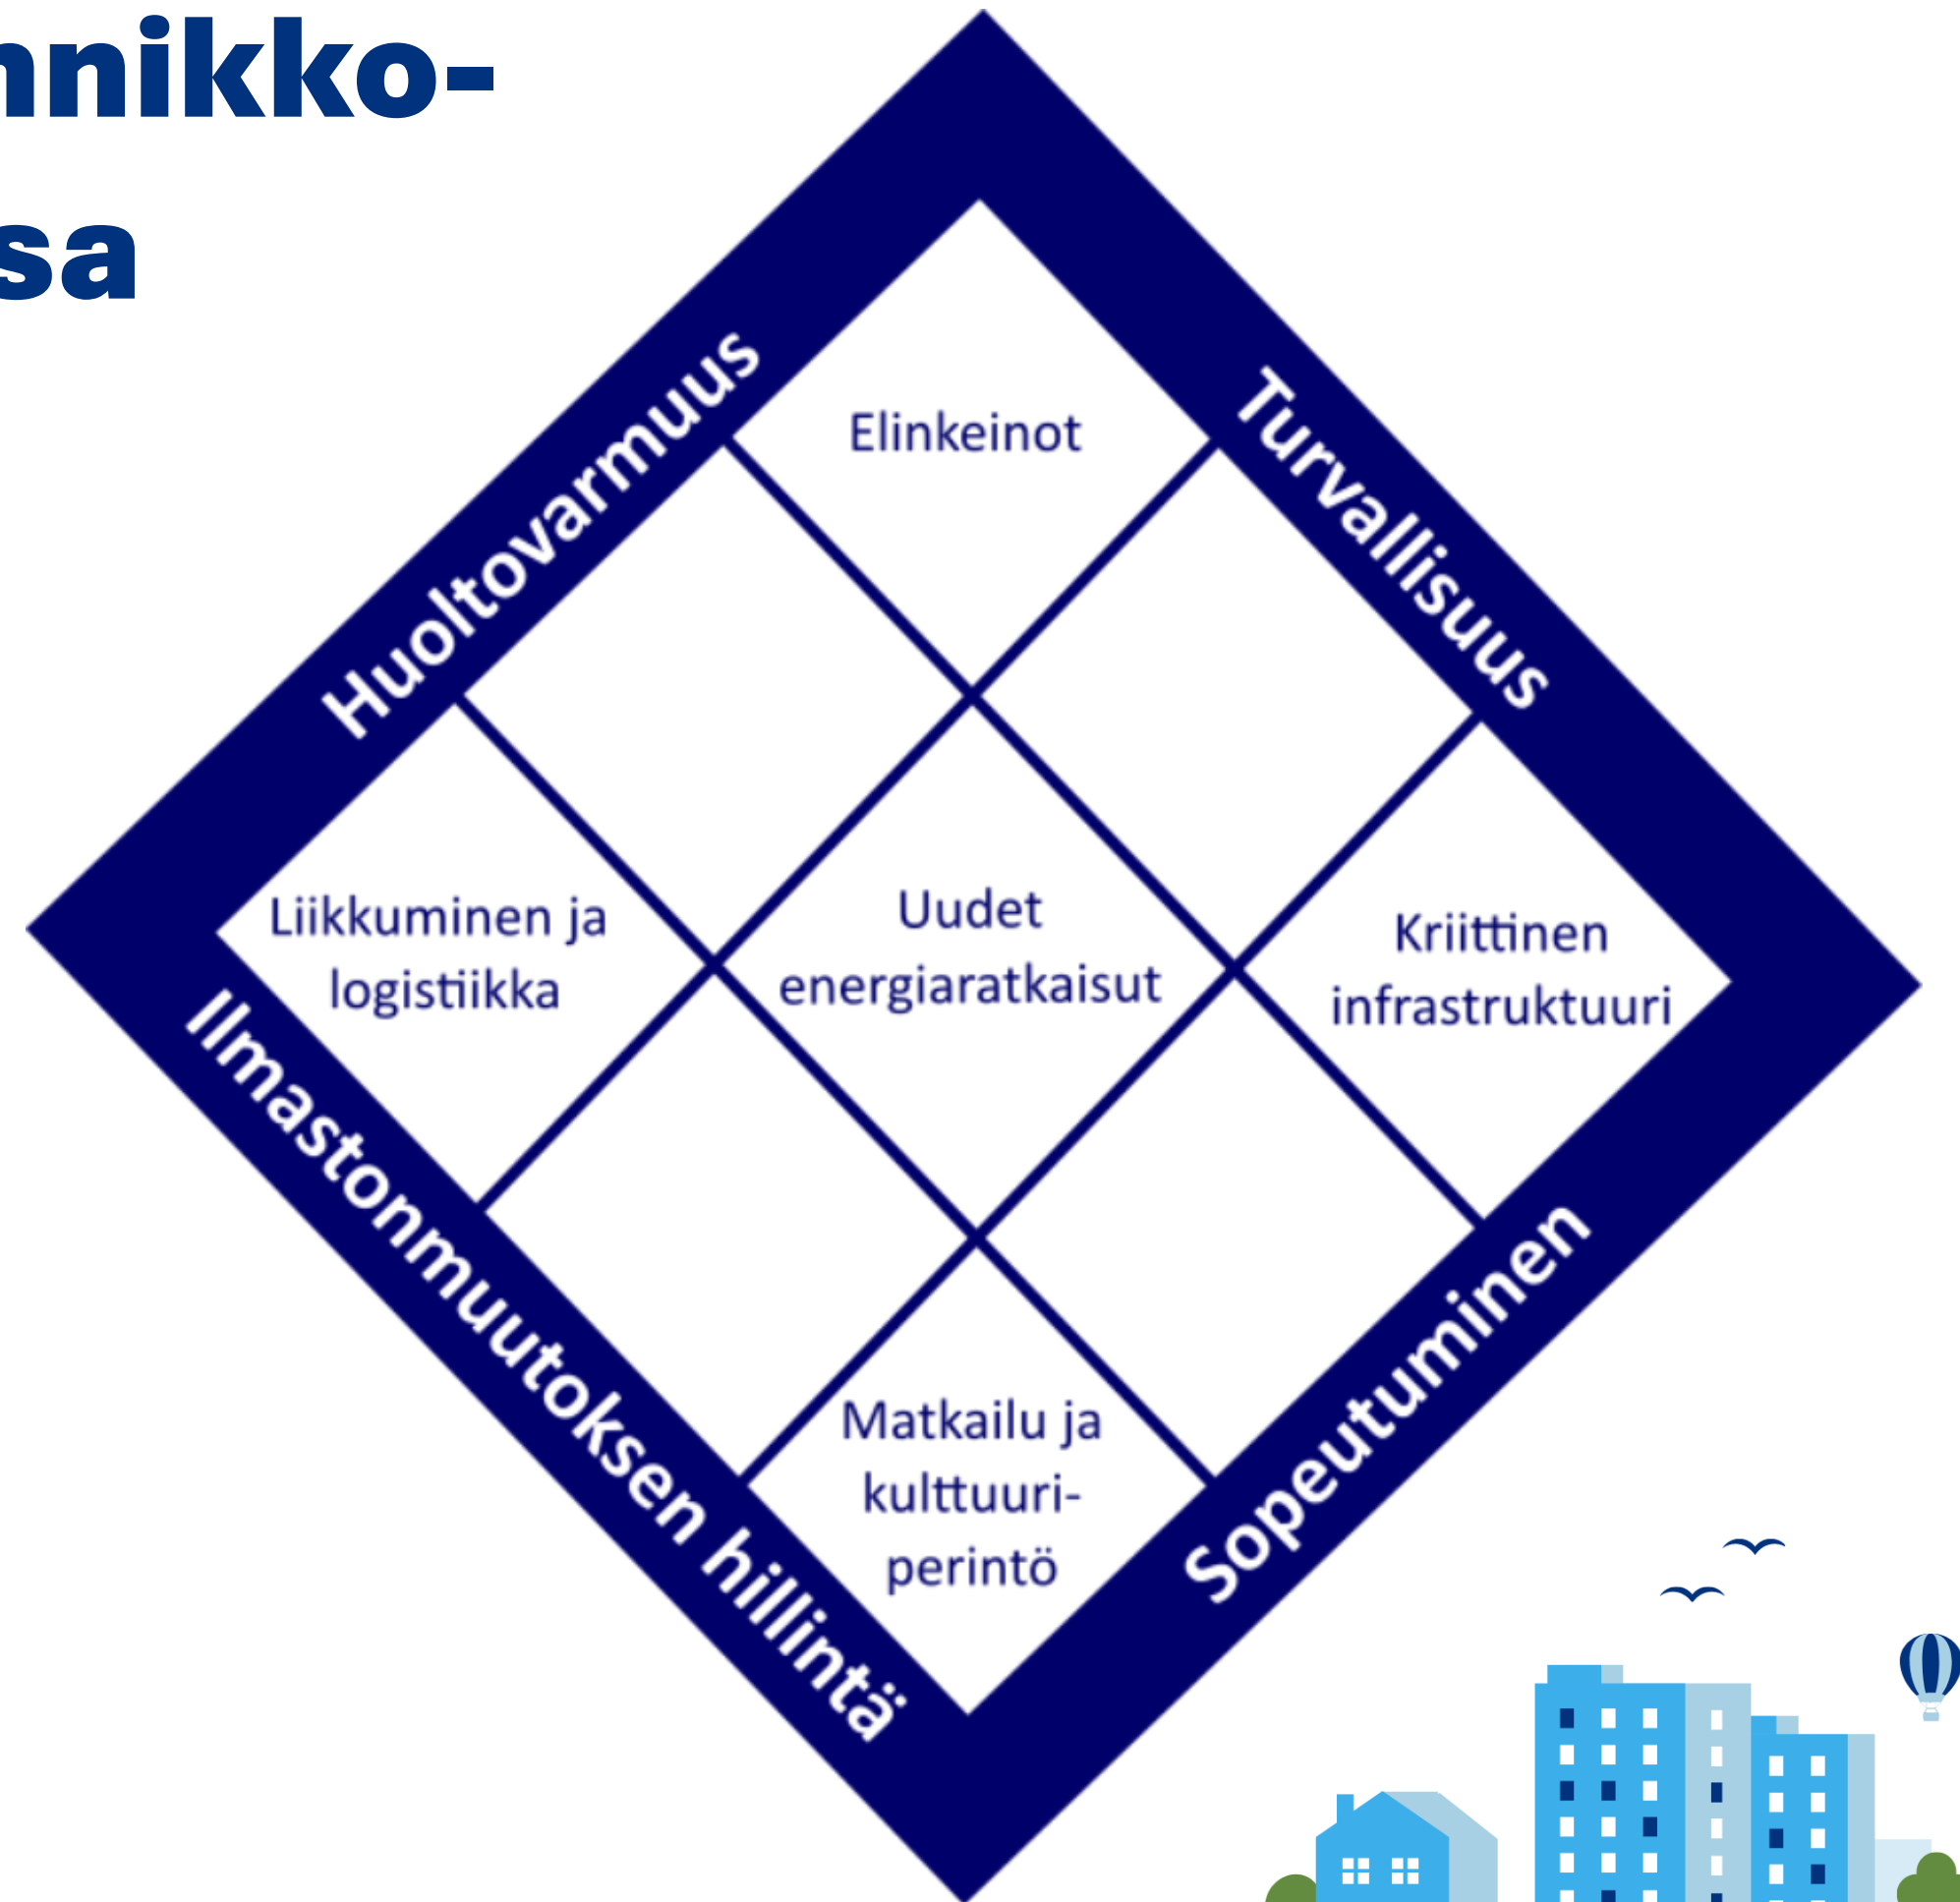 nnikko-
sa
Huoltovarmuus
Turvallisuus
Elinkeinot
Liikkuminen ja
logistiikka
Uudet
energiaratkaisut
Kriittinen
infrastruktuuri
Ilmastonmuutoksen hillintä
Sopeutuminen
Matkailu ja
kulttuuri-
perintö